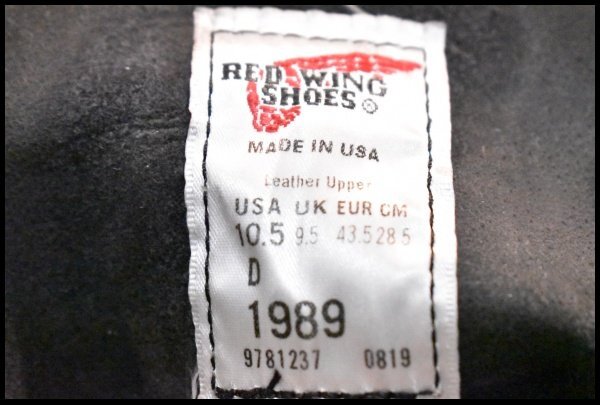 RED WING
SHOES®
MADE IN USA
Leather Upper
USA UK EUR CM
10.5 9.5 43.5 28.5
D
1989
9781237 0819